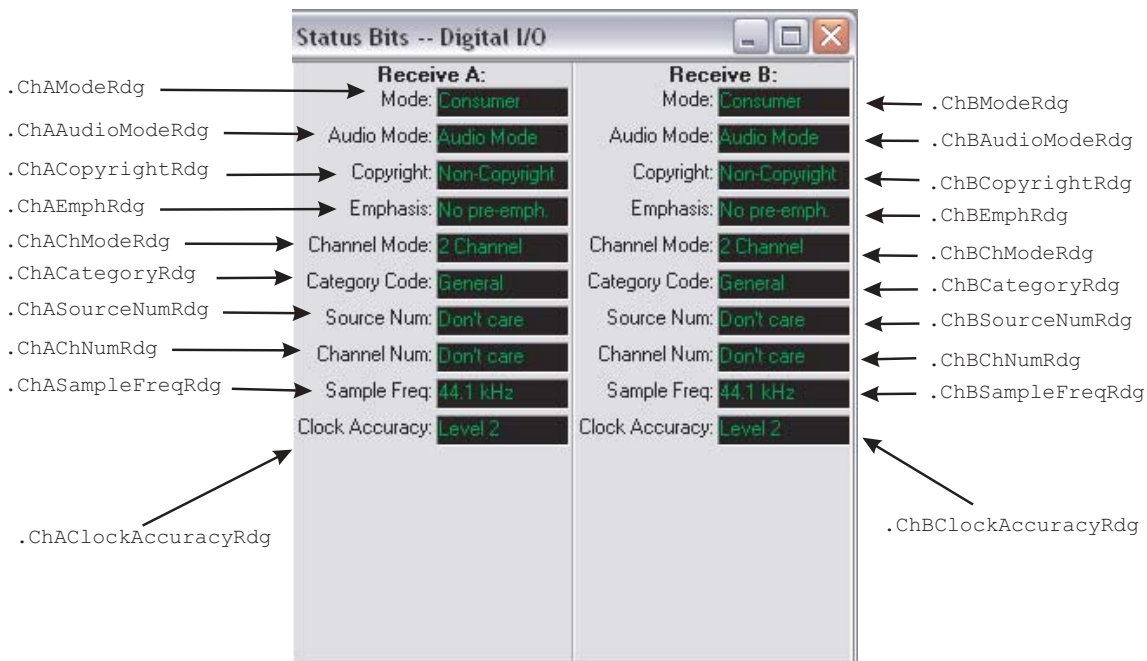 Status Bits -- Digital I/O
Receive A: Receive B:
.ChAModeRdg Mode: Consumer Mode: Consumer .ChBModeRdg
.ChAAudioModeRdg Audio Mode: Audio Mode Audio Mode: Audio Mode .ChBAudioModeRdg
.ChACopyrightRdg Copyright: Non-Copyright Copyright: Non-Copyright .ChBCopyrightRdg
.ChAEmphRdg Emphasis: No pre-emph. Emphasis: No pre-emph. .ChBEmphRdg
.ChAChModeRdg Channel Mode: 2 Channel Channel Mode: 2 Channel .ChBChModeRdg
.ChACategoryRdg Category Code: General Category Code: General .ChBCategoryRdg
.ChASourceNumRdg Source Num: Don't care Source Num: Don't care .ChBSourceNumRdg
.ChAChNumRdg Channel Num: Don't care Channel Num: Don't care .ChBChNumRdg
.ChASampleFreqRdg Sample Freq: 44.1 kHz Sample Freq: 44.1 kHz .ChBSampleFreqRdg
Clock Accuracy: Level 2 Clock Accuracy: Level 2
.ChAClockAccuracyRdg .ChBClockAccuracyRdg